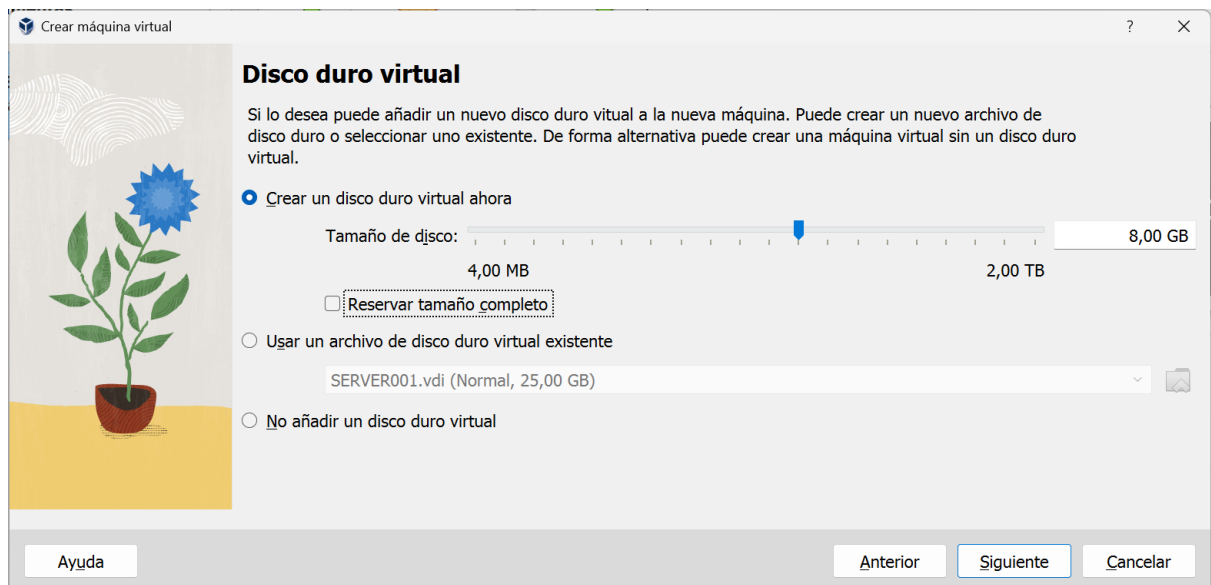 Crear máquina virtual
?
Disco duro virtual
Si lo desea puede añadir un nuevo disco duro vitual a la nueva máquina. Puede crear un nuevo archivo de
disco duro o seleccionar uno existente. De forma alternativa puede crear una máquina virtual sin un disco duro
virtual.
Crear un disco duro virtual ahora
Tamaño de disco:
8,00 GB
4,00 MB
2,00 TB
Reservar tamaño completo
Usar un archivo de disco duro virtual existente
SERVER001.vdi (Normal, 25,00 GB)
No añadir un disco duro virtual
Ayuda
Anterior
Siguiente
Cancelar